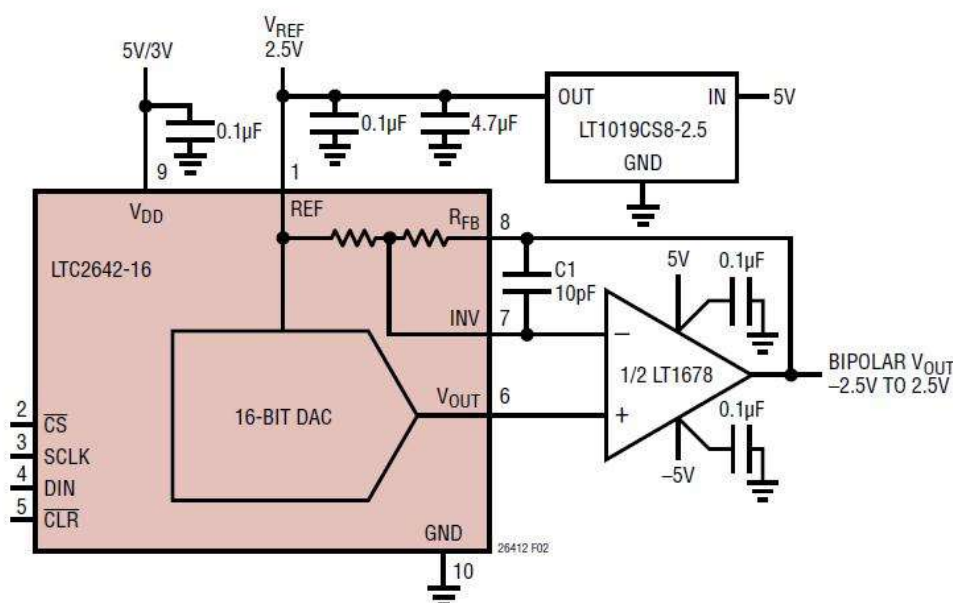 VREF
2.5V
5V/3V
OUT
IN
5V
0.1µF
0.1µF
4.7µF
LT1019CS8-2.5
GND
9
1
VDD
REF
RFB
8
LTC2642-16
C1
10pF
5V
0.1µF
INV
7
–
1/2 LT1678
BIPOLAR VOUT
–2.5V TO 2.5V
16-BIT DAC
VOUT
6
+
0.1µF
–5V
2
CS
3
SCLK
4
DIN
5
CLR
GND
26412 F02
10